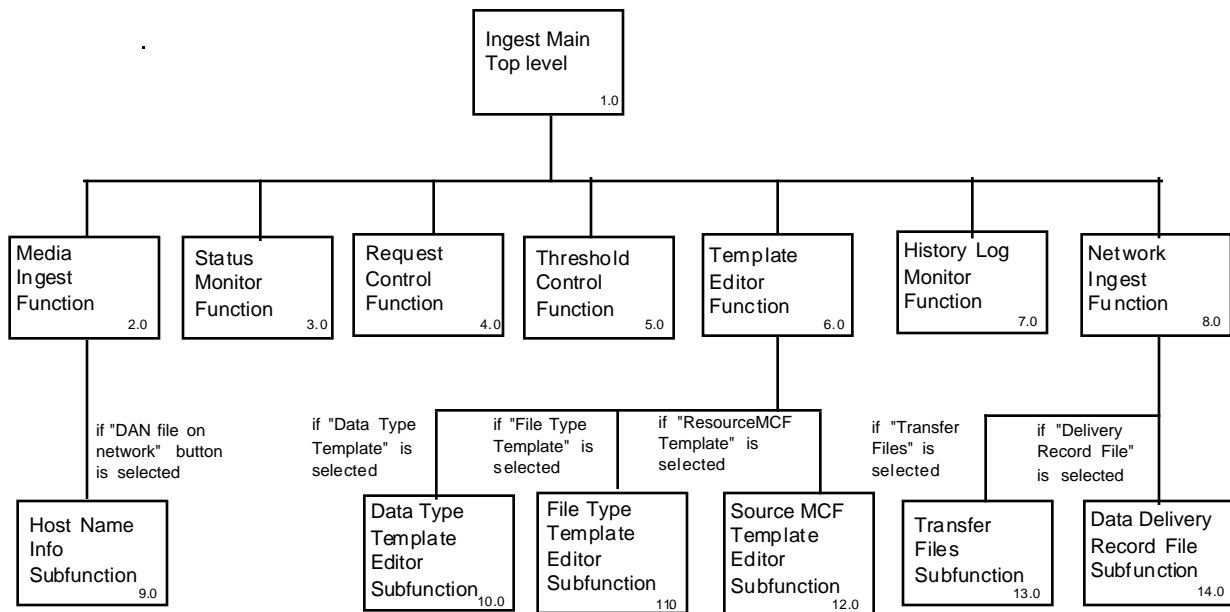 Ingest Main
Top level
1.0
Media
Ingest
Function
2.0
Status
Monitor
Function
3.0
Request
Control
Function
4.0
Threshold
Control
Function
5.0
Template
Editor
Function
6.0
History Log
Monitor
Function
7.0
Network
Ingest
Function
8.0
if "DAN file on
network" button
is selected
if "Data Type
Template" is
selected
if "File Type
Template" is
selected
if "ResourceMCF
Template" is
selected
if "Transfer
Files" is
selected
if "Delivery
Record File"
is selected
Host Name
Info
Subfunction
9.0
Data Type
Template
Editor
Subfunction
10.0
File Type
Template
Editor
Subfunction
110
Source MCF
Template
Editor
Subfunction
12.0
Transfer
Files
Subfunction
13.0
Data Delivery
Record File
Subfunction
14.0